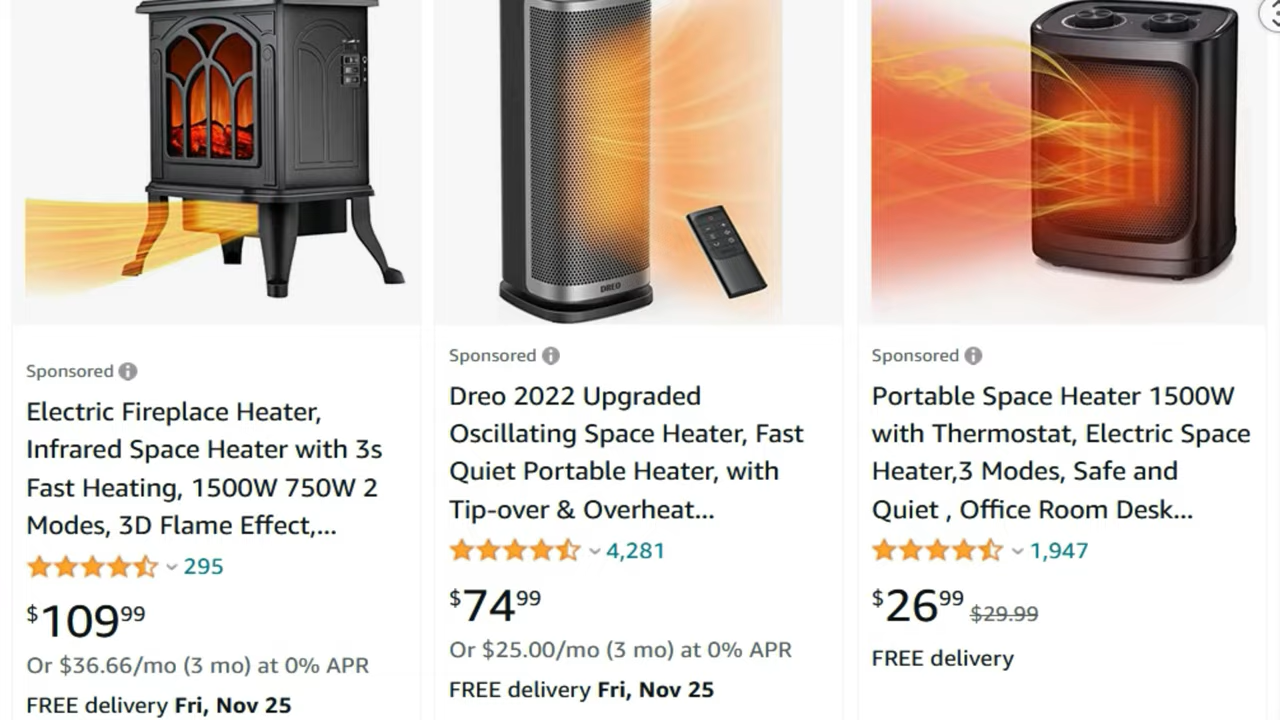 DREO
Sponsored
Electric Fireplace Heater,
Infrared Space Heater with 3s
Fast Heating, 1500W 750W 2
Modes, 3D Flame Effect,...
295
$109.99
Or $36.66/mo (3 mo) at 0% APR
FREE delivery Fri, Nov 25
Sponsored
Dreo 2022 Upgraded
Oscillating Space Heater, Fast
Quiet Portable Heater, with
Tip-over & Overheat...
4,281
$74.99
Or $25.00/mo (3 mo) at 0% APR
FREE delivery Fri, Nov 25
Sponsored
Portable Space Heater 1500W
with Thermostat, Electric Space
Heater,3 Modes, Safe and
Quiet , Office Room Desk...
1,947
$26.99 $29.99
FREE delivery